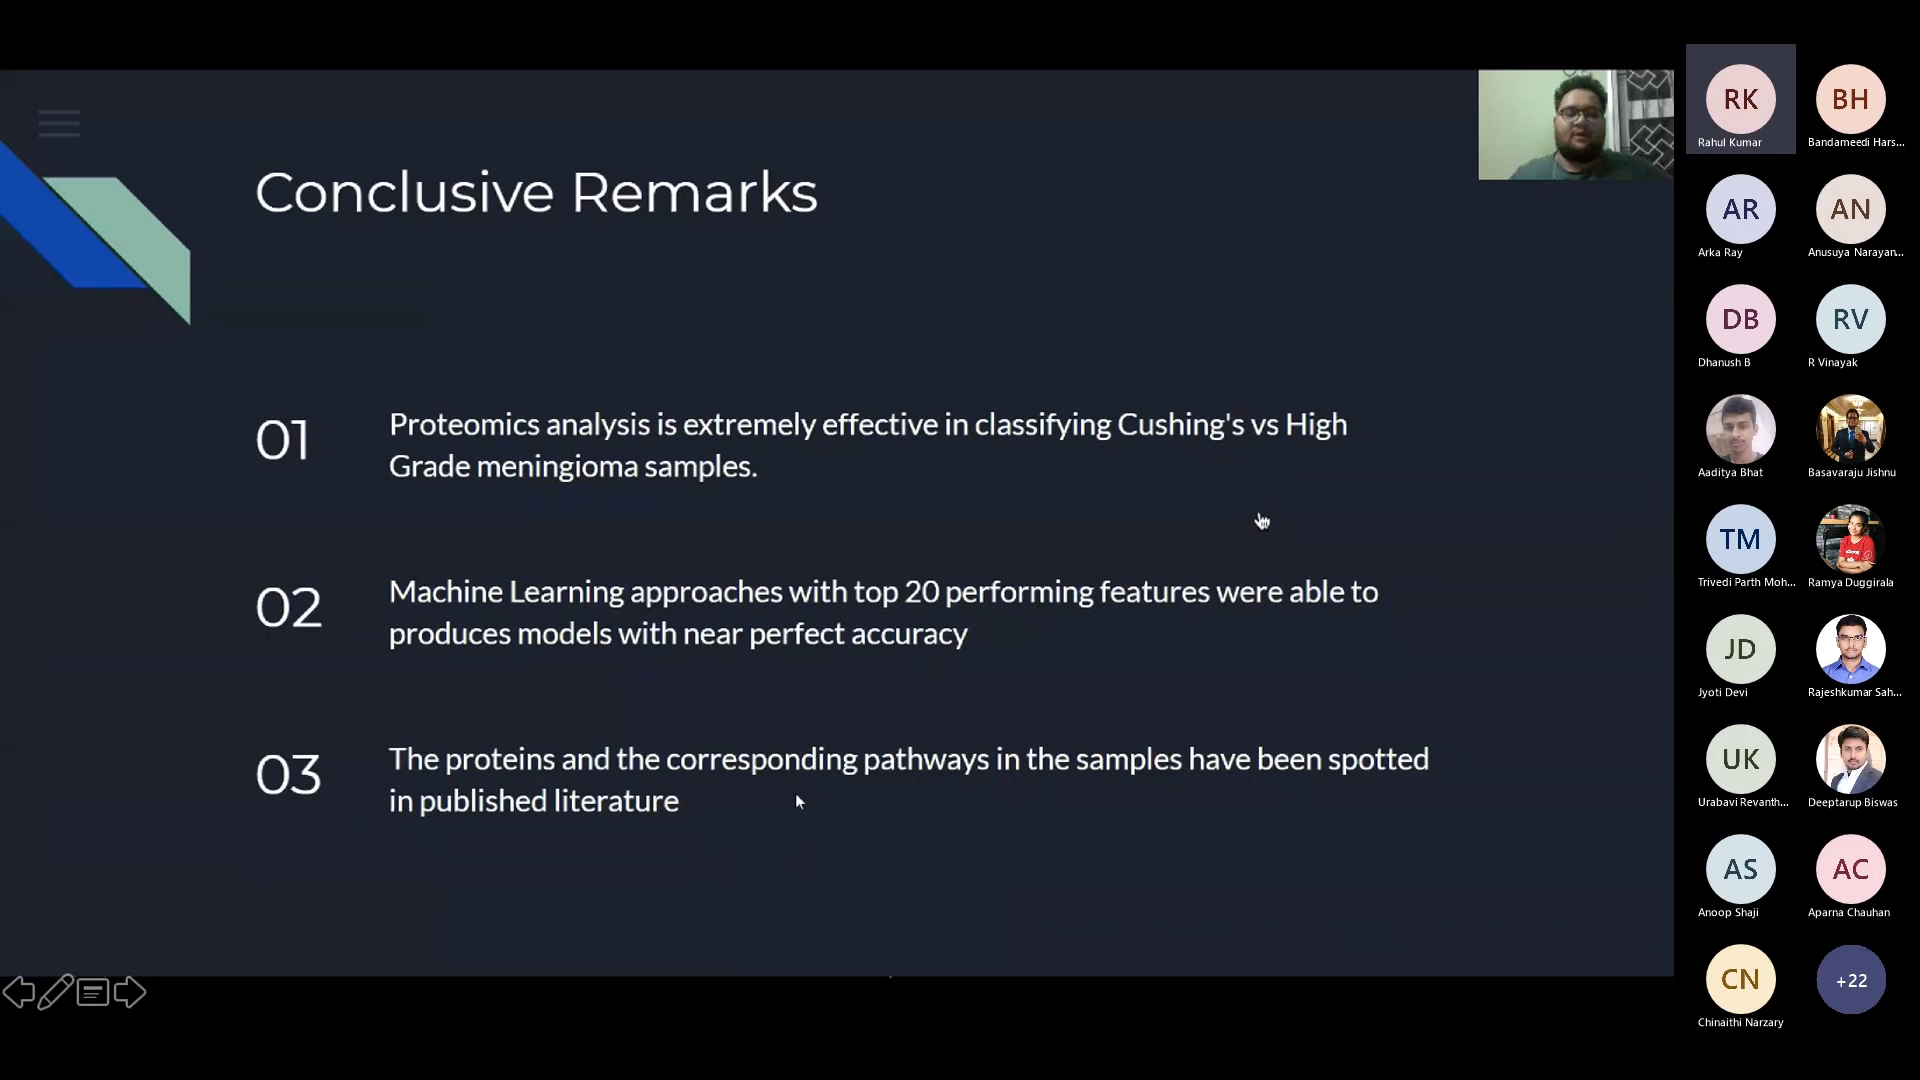 Conclusive Remarks
01
Proteomics analysis is extremely effective in classifying Cushing's vs High
Grade meningioma samples.
02
Machine Learning approaches with top 20 performing features were able to
produces models with near perfect accuracy
03
The proteins and the corresponding pathways in the samples have been spotted
in published literature
RK
Rahul Kumar
BH
Bandameedi Hars...
AR
Arka Ray
AN
Anusuya Narayan...
DB
Dhanush B
RV
R Vinayak
Aaditya Bhat
Basavaraju Jishnu
TM
Trivedi Parth Moh...
Ramya Duggirala
JD
Jyoti Devi
Rajeshkumar Sah...
UK
Urabavi Revanth...
Deeptarup Biswas
AS
Anoop Shaji
AC
Aparna Chauhan
CN
Chinaithi Narzary
+22